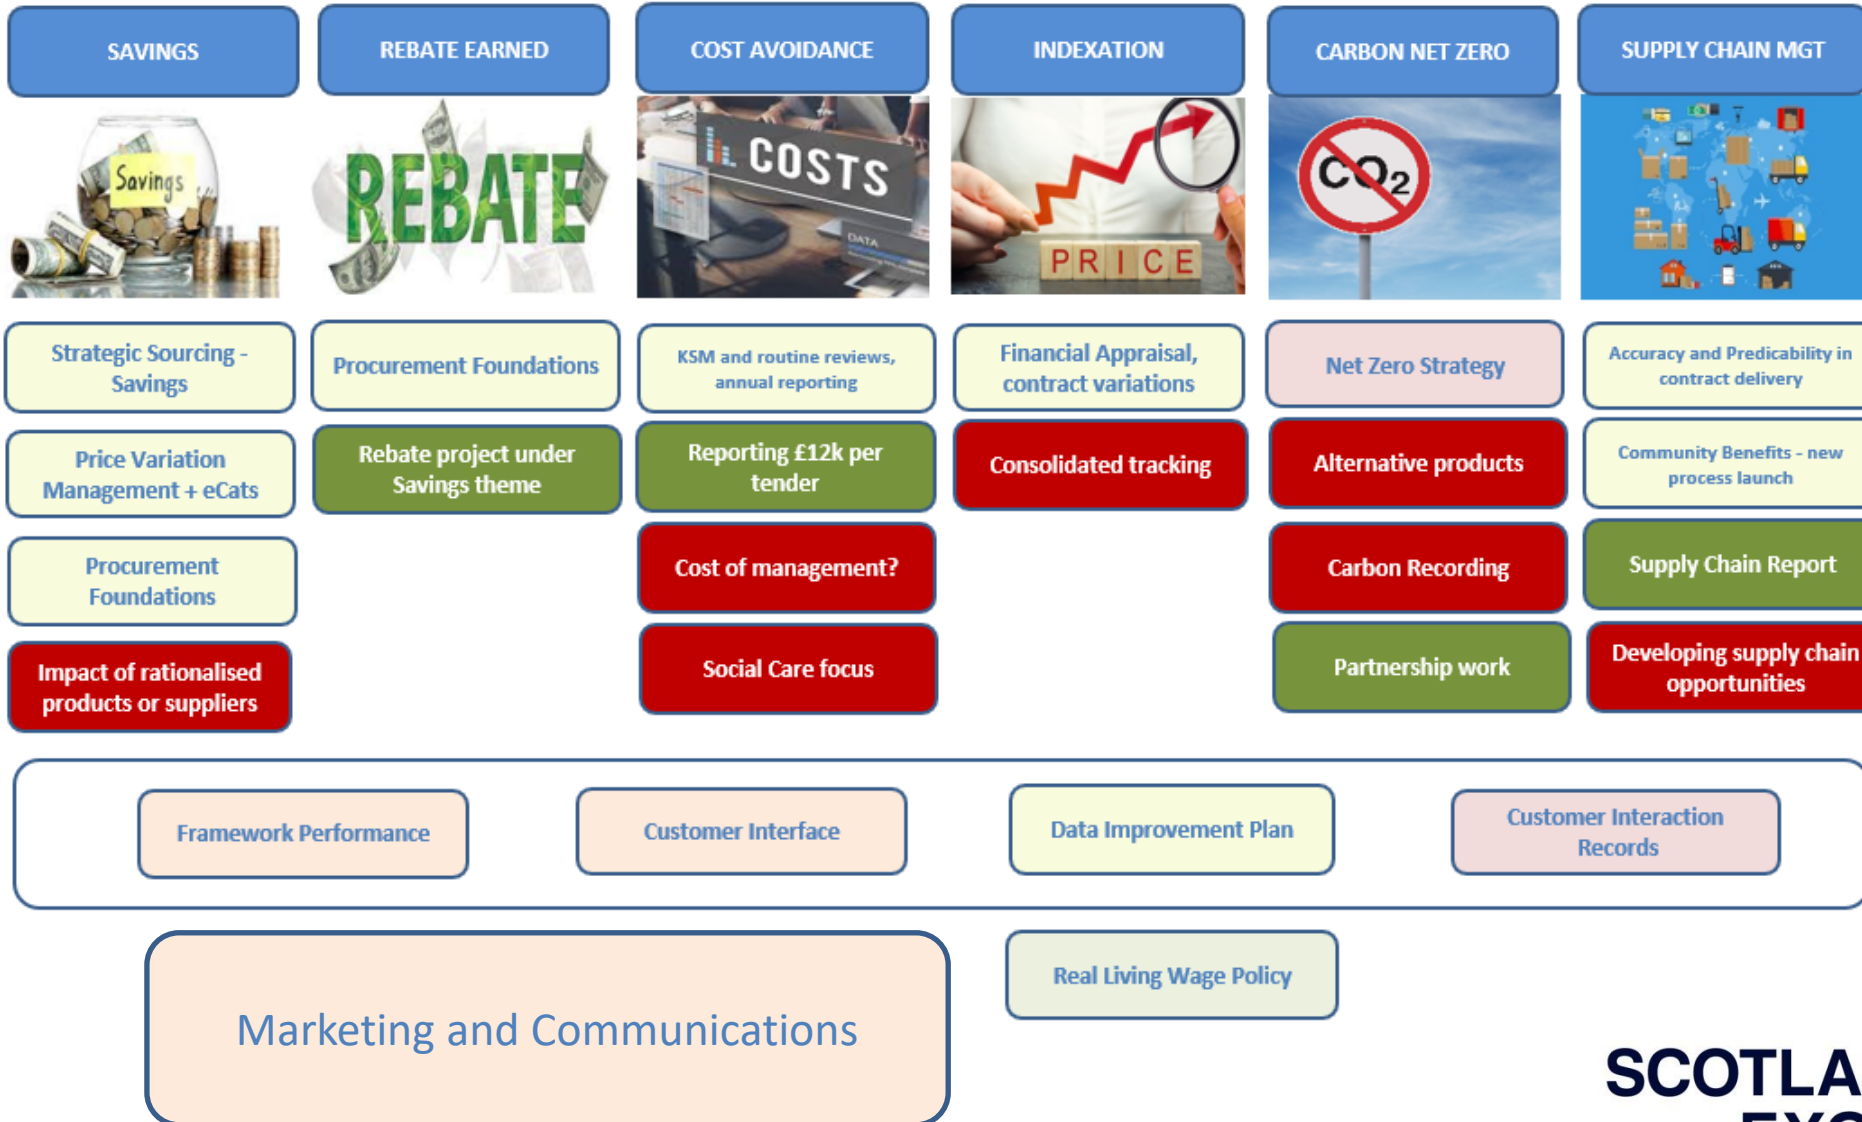 SAVINGS
REBATE EARNED
COST AVOIDANCE
INDEXATION
CARBON NET ZERO
SUPPLY CHAIN MGT
Savings
REBATE
COSTS
DATA
PRICE
CO2
Strategic Sourcing -
Savings
Procurement Foundations
KSM and routine reviews,
annual reporting
Financial Appraisal,
contract variations
Net Zero Strategy
Accuracy and Predicability in
contract delivery
Price Variation
Management + eCats
Rebate project under
Savings theme
Reporting £12k per
tender
Consolidated tracking
Alternative products
Community Benefits - new
process launch
Procurement
Foundations
Cost of management?
Carbon Recording
Supply Chain Report
Impact of rationalised
products or suppliers
Social Care focus
Partnership work
Developing supply chain
opportunities
Framework Performance
Customer Interface
Data Improvement Plan
Customer Interaction
Records
Marketing and Communications
Real Living Wage Policy
SCOTLA